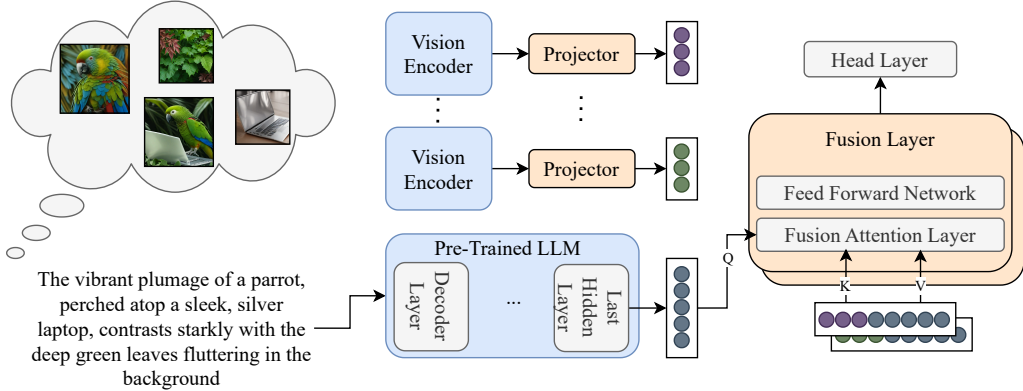 Vision
Encoder
Projector
Vision
Encoder
Projector
Head Layer
Fusion Layer
Feed Forward Network
Fusion Attention Layer
Pre-Trained LLM
Decoder
Layer
...
Last
Hidden
Layer
Q
K
V
The vibrant plumage of a parrot,
perched atop a sleek, silver
laptop, contrasts starkly with the
deep green leaves fluttering in the
background